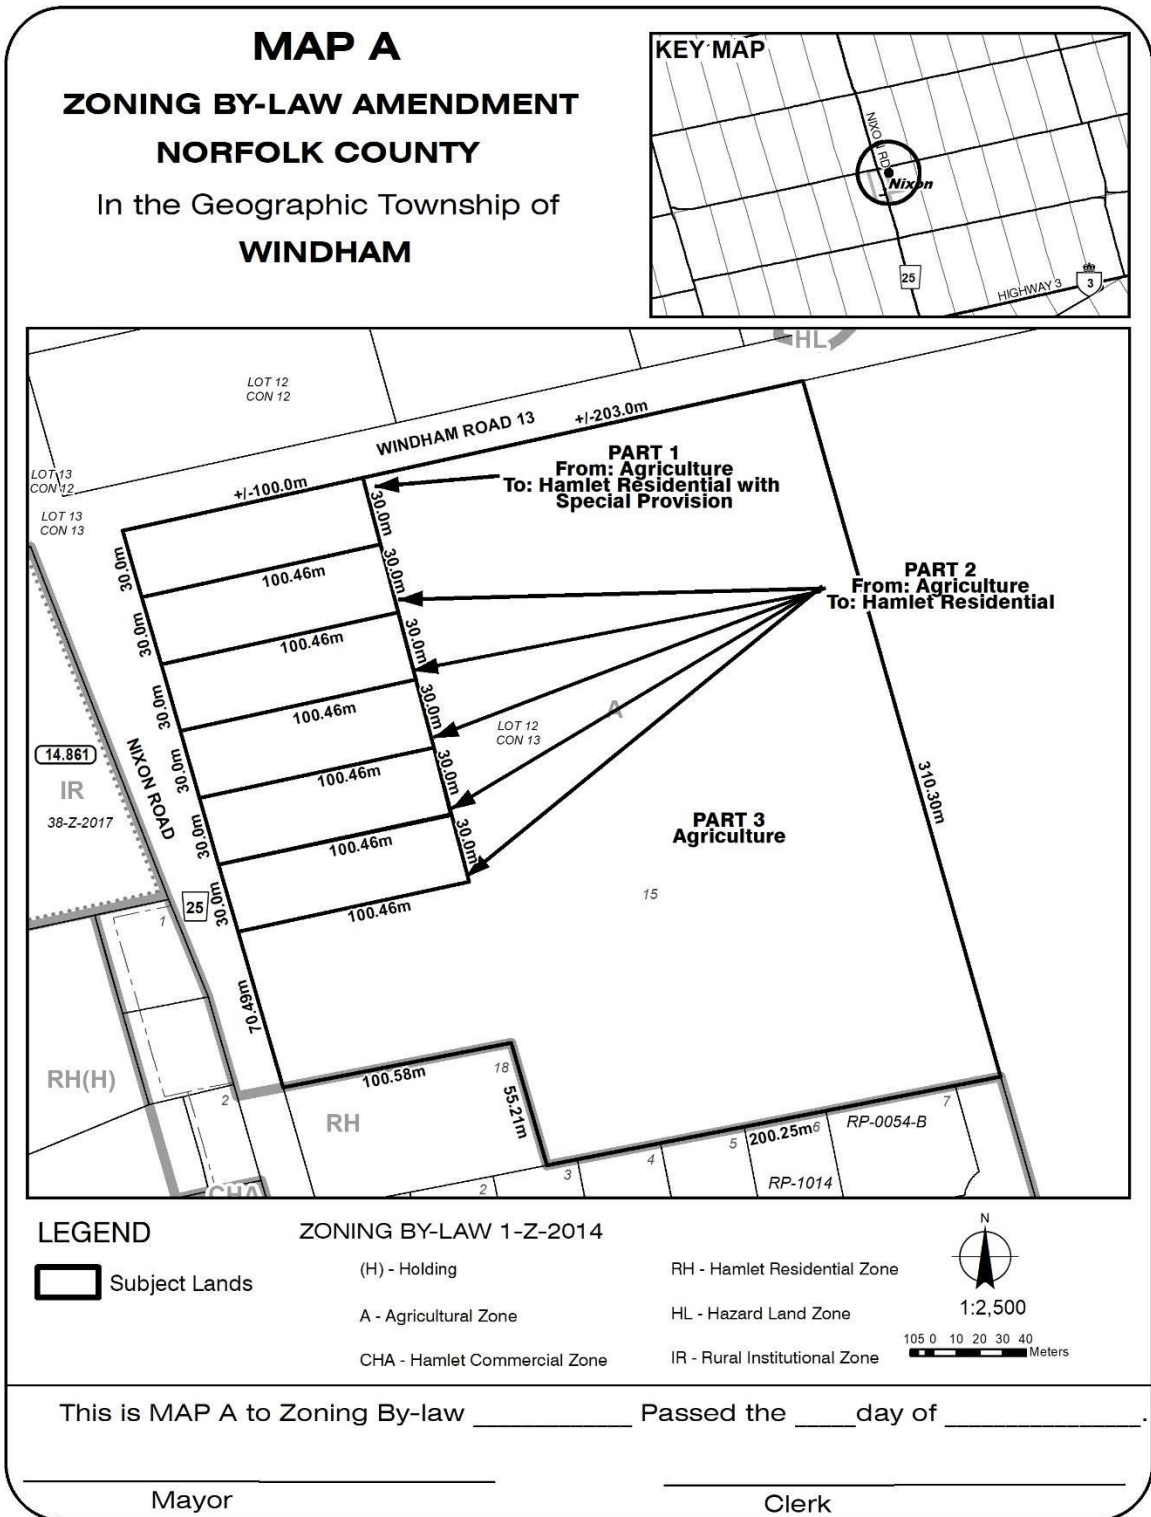 MAP A
ZONING BY-LAW AMENDMENT
NORFOLK COUNTY
In the Geographic Township of
WINDHAM
KEY MAP
NIXON RD
Nixon
25
HIGHWAY 3
3
HL
LOT 12
CON 12
WINDHAM ROAD 13
+/-203.0m
LOT 13
CON 12
+/-100.0m
LOT 13
CON 13
PART 1
From: Agriculture
To: Hamlet Residential with
Special Provision
30.0m
30.0m
100.46m
30.0m
PART 2
From: Agriculture
To: Hamlet Residential
30.0m
100.46m
30.0m
30.0m
100.46m
30.0m
A
LOT 12
CON 13
14.861
IR
38-Z-2017
NIXON ROAD
30.0m
100.46m
30.0m
310.30m
30.0m
100.46m
30.0m
PART 3
Agriculture
25
1
30.0m
100.46m
15
70.49m
RH(H)
2
100.58m
18
55.21m
RH
CHA
2
3
4
5
200.25m
6
RP-0054-B
7
RP-1014
LEGEND
Subject Lands
ZONING BY-LAW 1-Z-2014
(H) - Holding
A - Agricultural Zone
CHA - Hamlet Commercial Zone
RH - Hamlet Residential Zone
HL - Hazard Land Zone
IR - Rural Institutional Zone
N
1:2,500
105 0 10 20 30 40
Meters
This is MAP A to Zoning By-law ____________ Passed the _____day of _______________.
Mayor
Clerk